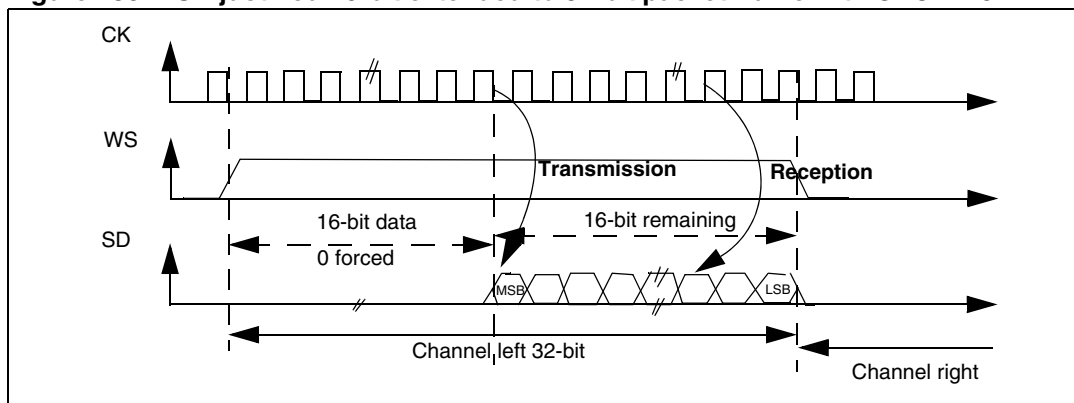 CK
WS
Transmission
Reception
16-bit data
16-bit remaining
SD
0 forced
MSB
LSB
Channel left 32-bit
Channel right